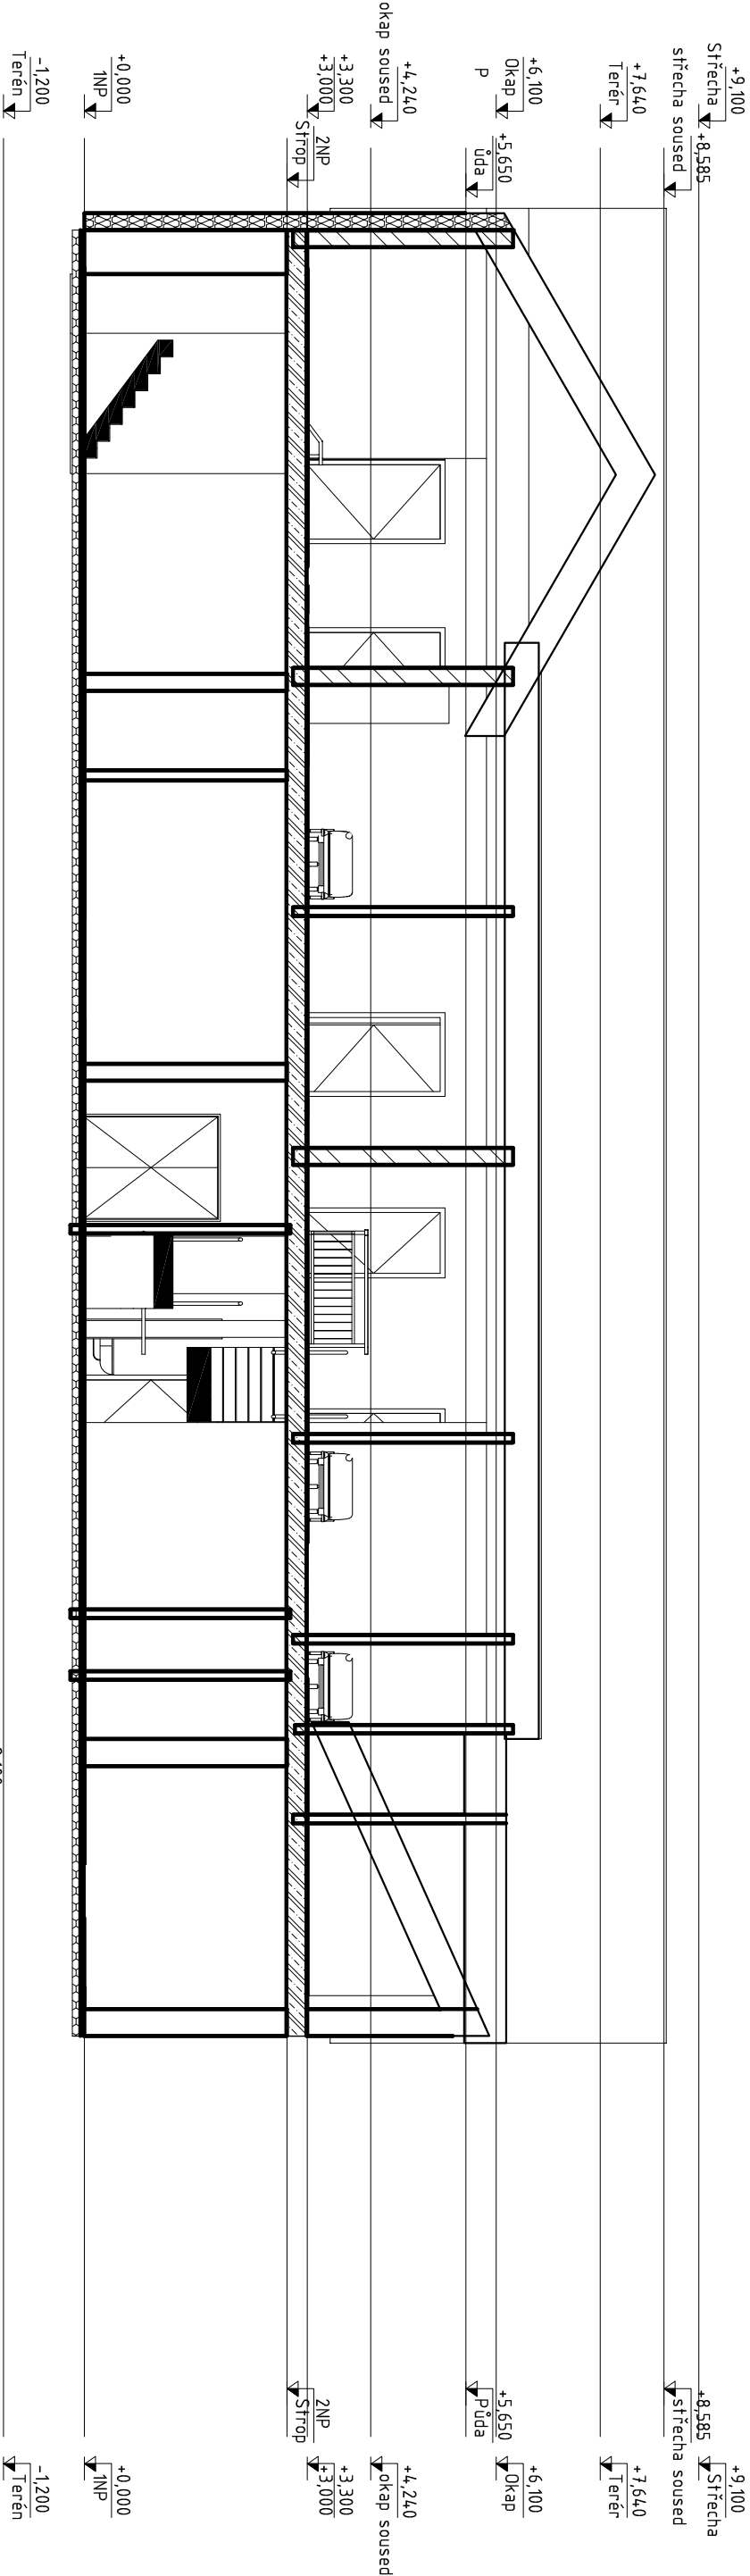 +9,100
Střecha
+8,585
střecha soused
+7,640
Terér
+6,100
Okap
+5,650
P
ůda
+4,240
okap soused
+3,300
2NP
+3,000
Strop
+0,000
1NP
-1,200
Terén
+9,100
Střecha
+8,585
střecha soused
+7,640
Terér
+6,100
Okap
+5,650
Půda
+4,240
okap soused
+3,300
2NP
+3,000
Strop
+0,000
1NP
-1,200
Terén